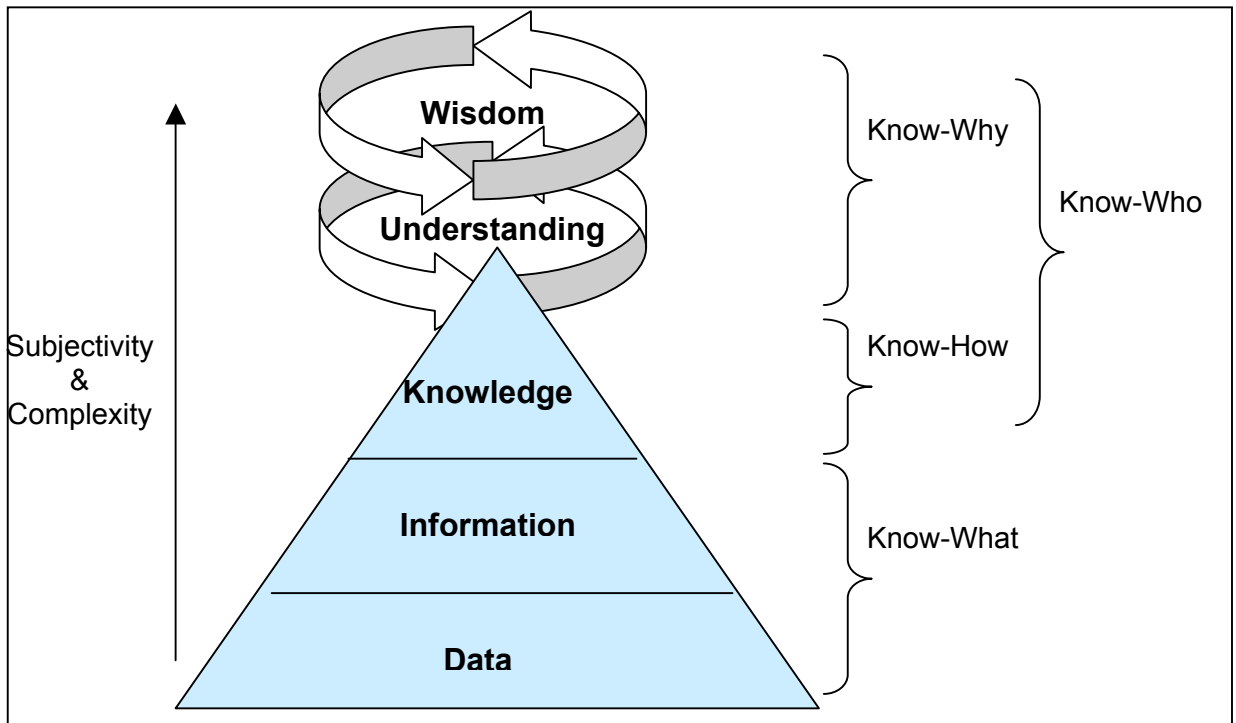 Wisdom
Know-Why
Know-Who
Understanding
Subjectivity
&
Complexity
Know-How
Knowledge
Information
Know-What
Data